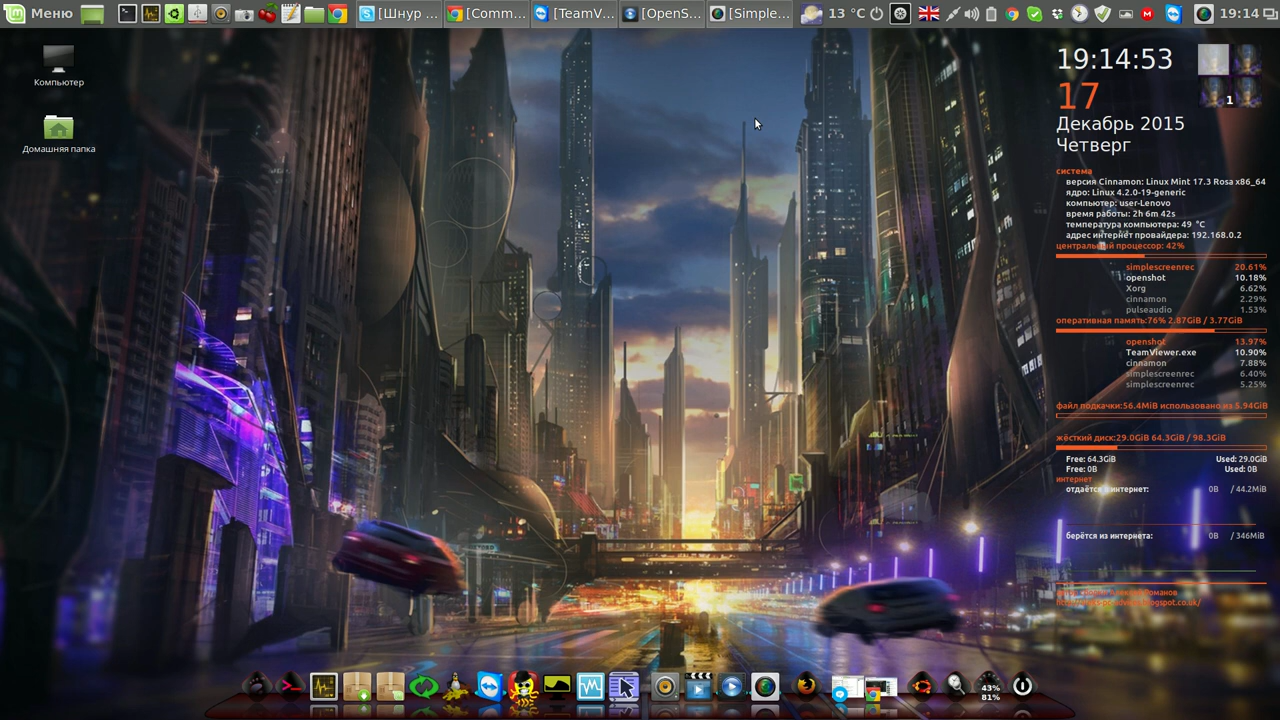 Меню
[Шнур ...
[Comm...
[TeamV...
[OpenS...
[Simple...
13 °C
19:14
Компьютер
Домашняя папка
19:14:53
17
1
Декабрь 2015
Четверг
система
версия Cinnamon: Linux Mint 17.3 Rosa x86_64
ядро: Linux 4.2.0-19-generic
компьютер: user-Lenovo
время работы: 2h 6m 42s
температура компьютера: 49 °C
адрес интернет провайдера: 192.168.0.2
центральный процессор: 42%
simplescreenrec 20.61%
openshot 10.18%
Xorg 6.62%
cinnamon 2.29%
pulseaudio 1.53%
оперативная память:76% 2.87GiB / 3.77GiB
openshot 13.97%
TeamViewer.exe 10.90%
cinnamon 7.88%
simplescreenrec 6.40%
simplescreenrec 5.25%
файл подкачки:56.4MiB использовано из 5.94GiB
жёсткий диск:29.0GiB 64.3GiB / 98.3GiB
Free: 64.3GiB Used: 29.0GiB
Free: 0B Used: 0B
интернет
отдаётся интернет: 0B / 44.2MiB
берётся из интернета: 0B / 346MiB
43%
81%